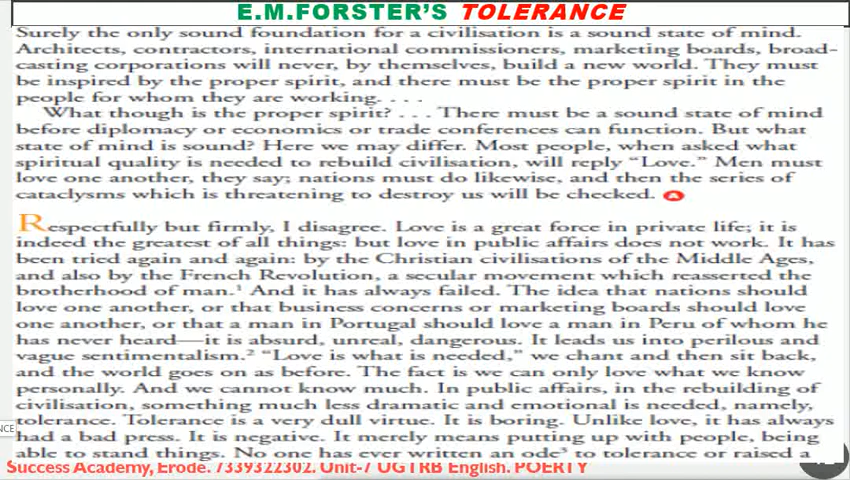 E.M.FORSTER'S TOLERANCE
Surely the only sound foundation for a civilisation is a sound state of mind.
Architects, contractors, international commissioners, marketing boards, broad-
casting corporations will never, by themselves, build a new world. They must
be inspired by the proper spirit, and there must be the proper spirit in the
people for whom they are working. . . .
What though is the proper spirit? . . . There must be a sound state of mind
before diplomacy or economics or trade conferences can function. But what
state of mind is sound? Here we may differ. Most people, when asked what
spiritual quality is needed to rebuild civilisation, will reply "Love." Men must
love one another, they say; nations must do likewise, and then the series of
cataclysms which is threatening to destroy us will be checked. A
Respectfully but firmly, I disagree. Love is a great force in private life; it is
indeed the greatest of all things: but love in public affairs does not work. It has
been tried again and again: by the Christian civilisations of the Middle Ages,
and also by the French Revolution, a secular movement which reasserted the
brotherhood of man.¹ And it has always failed. The idea that nations should
love one another, or that business concerns or marketing boards should love
one another, or that a man in Portugal should love a man in Peru of whom he
has never heard—it is absurd, unreal, dangerous. It leads us into perilous and
vague sentimentalism.² "Love is what is needed," we chant and then sit back,
and the world goes on as before. The fact is we can only love what we know
personally. And we cannot know much. In public affairs, in the rebuilding of
civilisation, something much less dramatic and emotional is needed, namely,
tolerance. Tolerance is a very dull virtue. It is boring. Unlike love, it has always
NCE
had a bad press. It is negative. It merely means putting up with people, being
able to stand things. No one has ever written an ode³ to tolerance or raised a
Success Academy, Erode. 7339322302. Unit-7 UGTRB English. POERTY